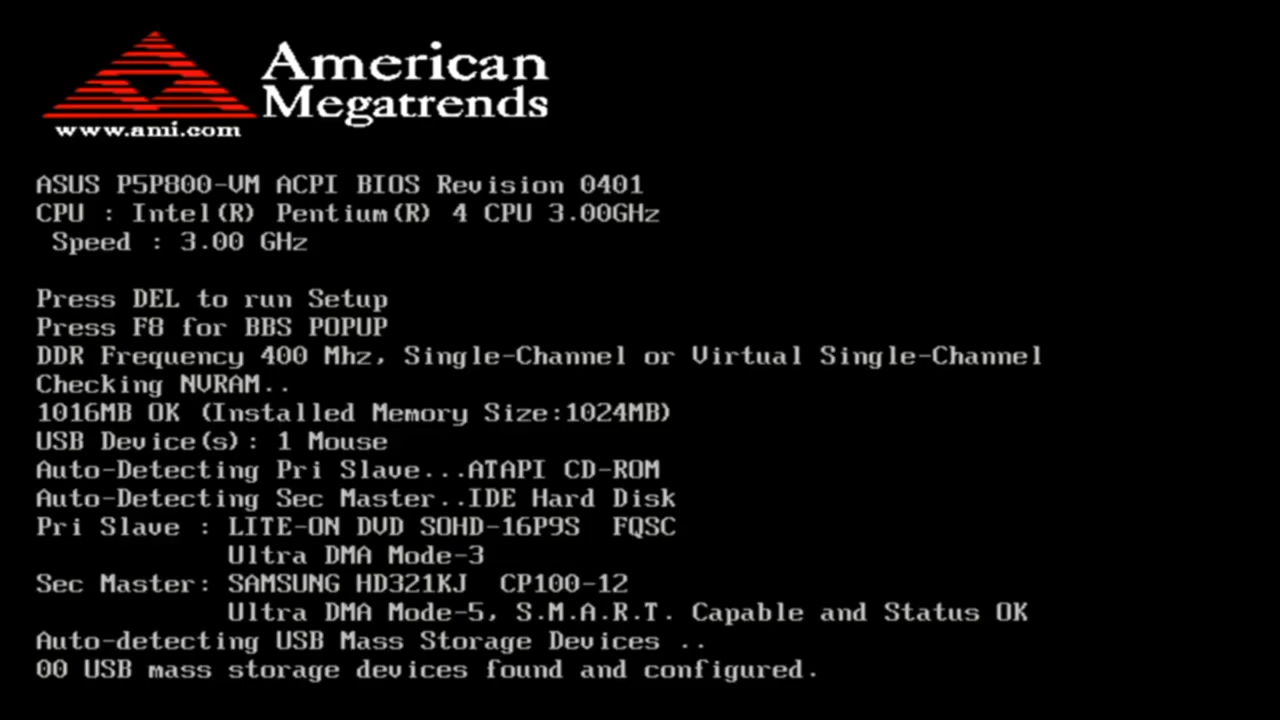 American
Megatrends
www.ami.com
ASUS P5P800-VM ACPI BIOS Revision 0401
CPU : Intel(R) Pentium(R) 4 CPU 3.00GHz
Speed : 3.00 GHz
Press DEL to run Setup
Press F8 for BBS POPUP
DDR Frequency 400 Mhz, Single-Channel or Virtual Single-Channel
Checking NVRAM..
1016MB OK (Installed Memory Size:1024MB)
USB Device(s): 1 Mouse
Auto-Detecting Pri Slave...ATAPI CD-ROM
Auto-Detecting Sec Master..IDE Hard Disk
Pri Slave : LITE-ON DVD SOHD-16P9S  FQSC
Ultra DMA Mode-3
Sec Master: SAMSUNG HD321KJ  CP100-12
Ultra DMA Mode-5, S.M.A.R.T. Capable and Status OK
Auto-detecting USB Mass Storage Devices ..
00 USB mass storage devices found and configured.